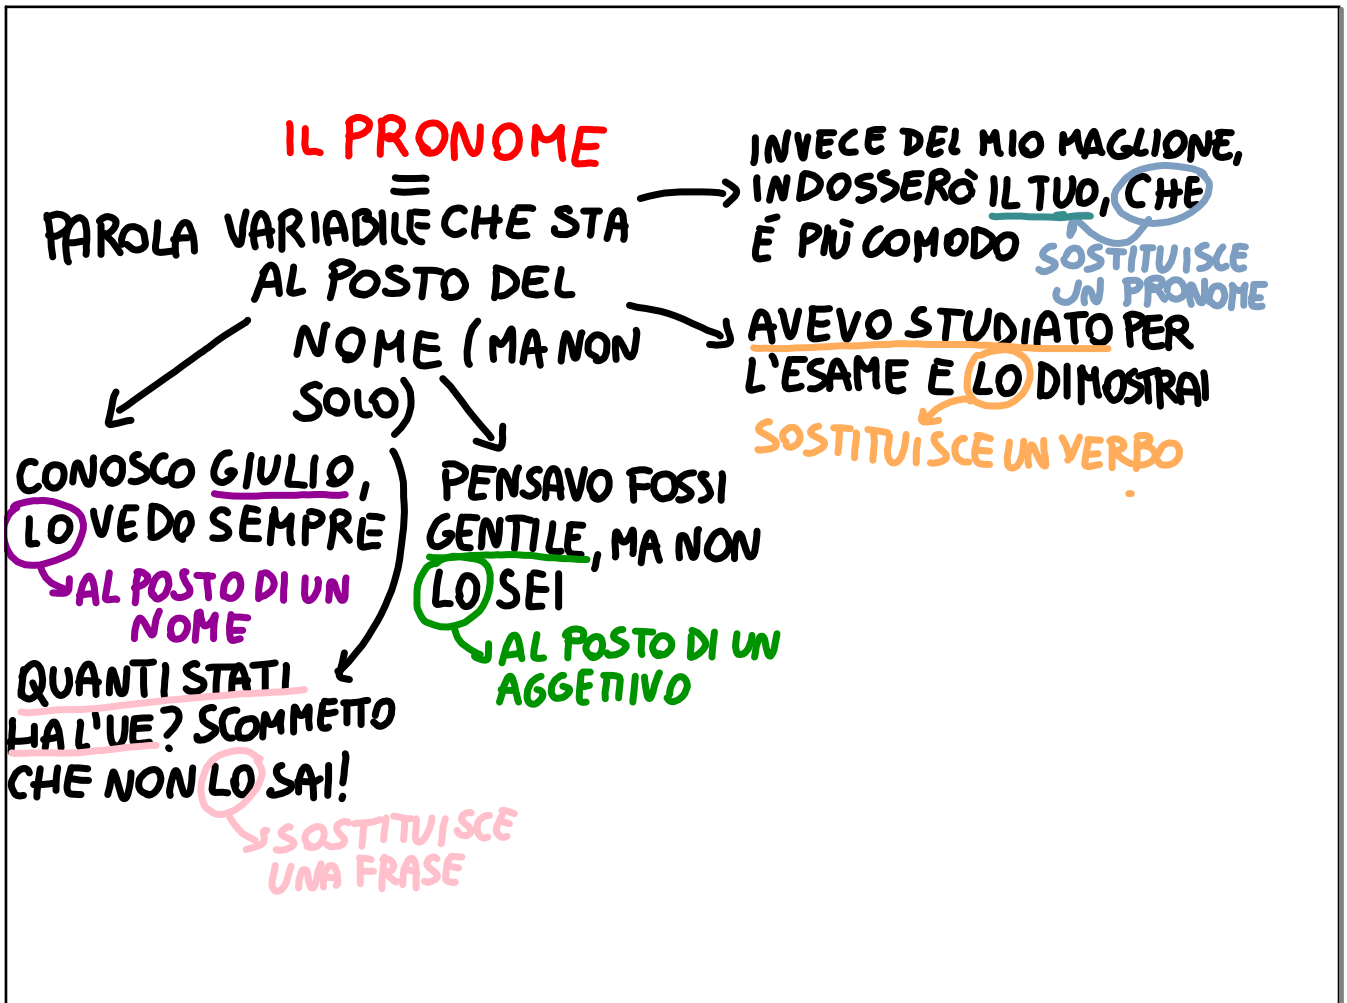 IL PRONOME
=
PAROLA VARIABILE CHE STA
AL POSTO DEL
NOME (MA NON
SOLO)
INVECE DEL MIO MAGLIONE,
INDOSSERÒ IL TUO, CHE
É PIÙ COMODO
SOSTITUISCE
UN PRONOME
AVEVO STUDIATO PER
L'ESAME E LO DIMOSTRAI
SOSTITUISCE UN VERBO
CONOSCO GIULIO,
LO VEDO SEMPRE
AL POSTO DI UN
NOME
PENSAVO FOSSI
GENTILE, MA NON
LO SEI
AL POSTO DI UN
AGGETTIVO
QUANTI STATI
HA L'UE? SCOMMETTO
CHE NON LO SAI!
SOSTITUISCE
UNA FRASE